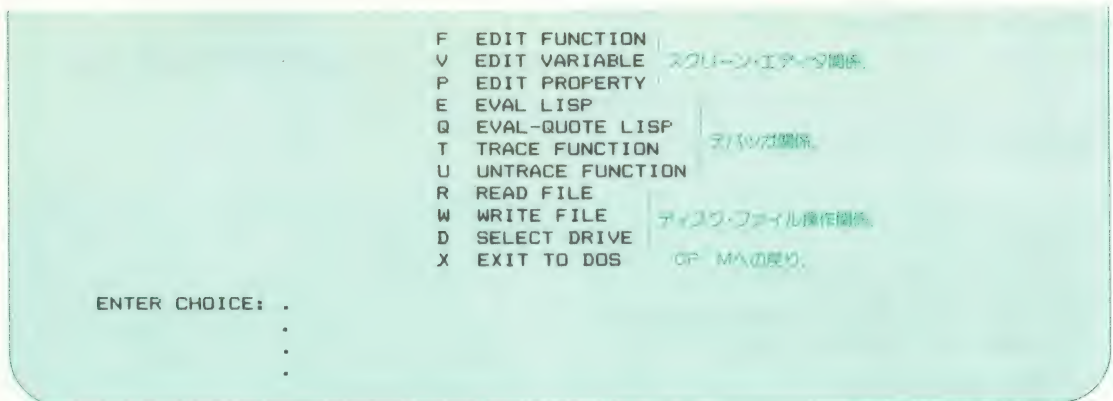 F EDIT FUNCTION
V EDIT VARIABLE スクリーン・エディタ関係.
P EDIT PROPERTY
E EVAL LISP
Q EVAL-QUOTE LISP
T TRACE FUNCTION デバッガ関係.
U UNTRACE FUNCTION
R READ FILE
W WRITE FILE ディスク・ファイル操作関係.
D SELECT DRIVE
X EXIT TO DOS CP Mへの戻り.
ENTER CHOICE: .
.
.
.